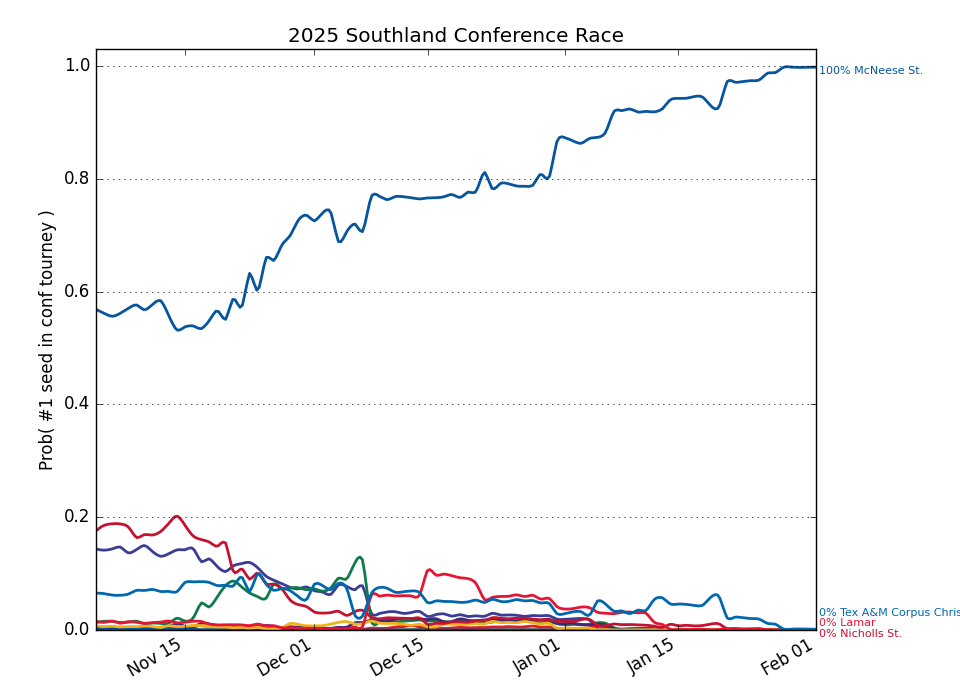 2025 Southland Conference Race
1.0
100% McNeese St.
0.8
0.6
Prob( #1 seed in conf tourney )
0.4
0.2
0% Tex A&M Corpus Chris
0.0
0% Lamar
0% Nicholls St.
Nov 15
Dec 01
Dec 15
Jan 01
Jan 15
Feb 01